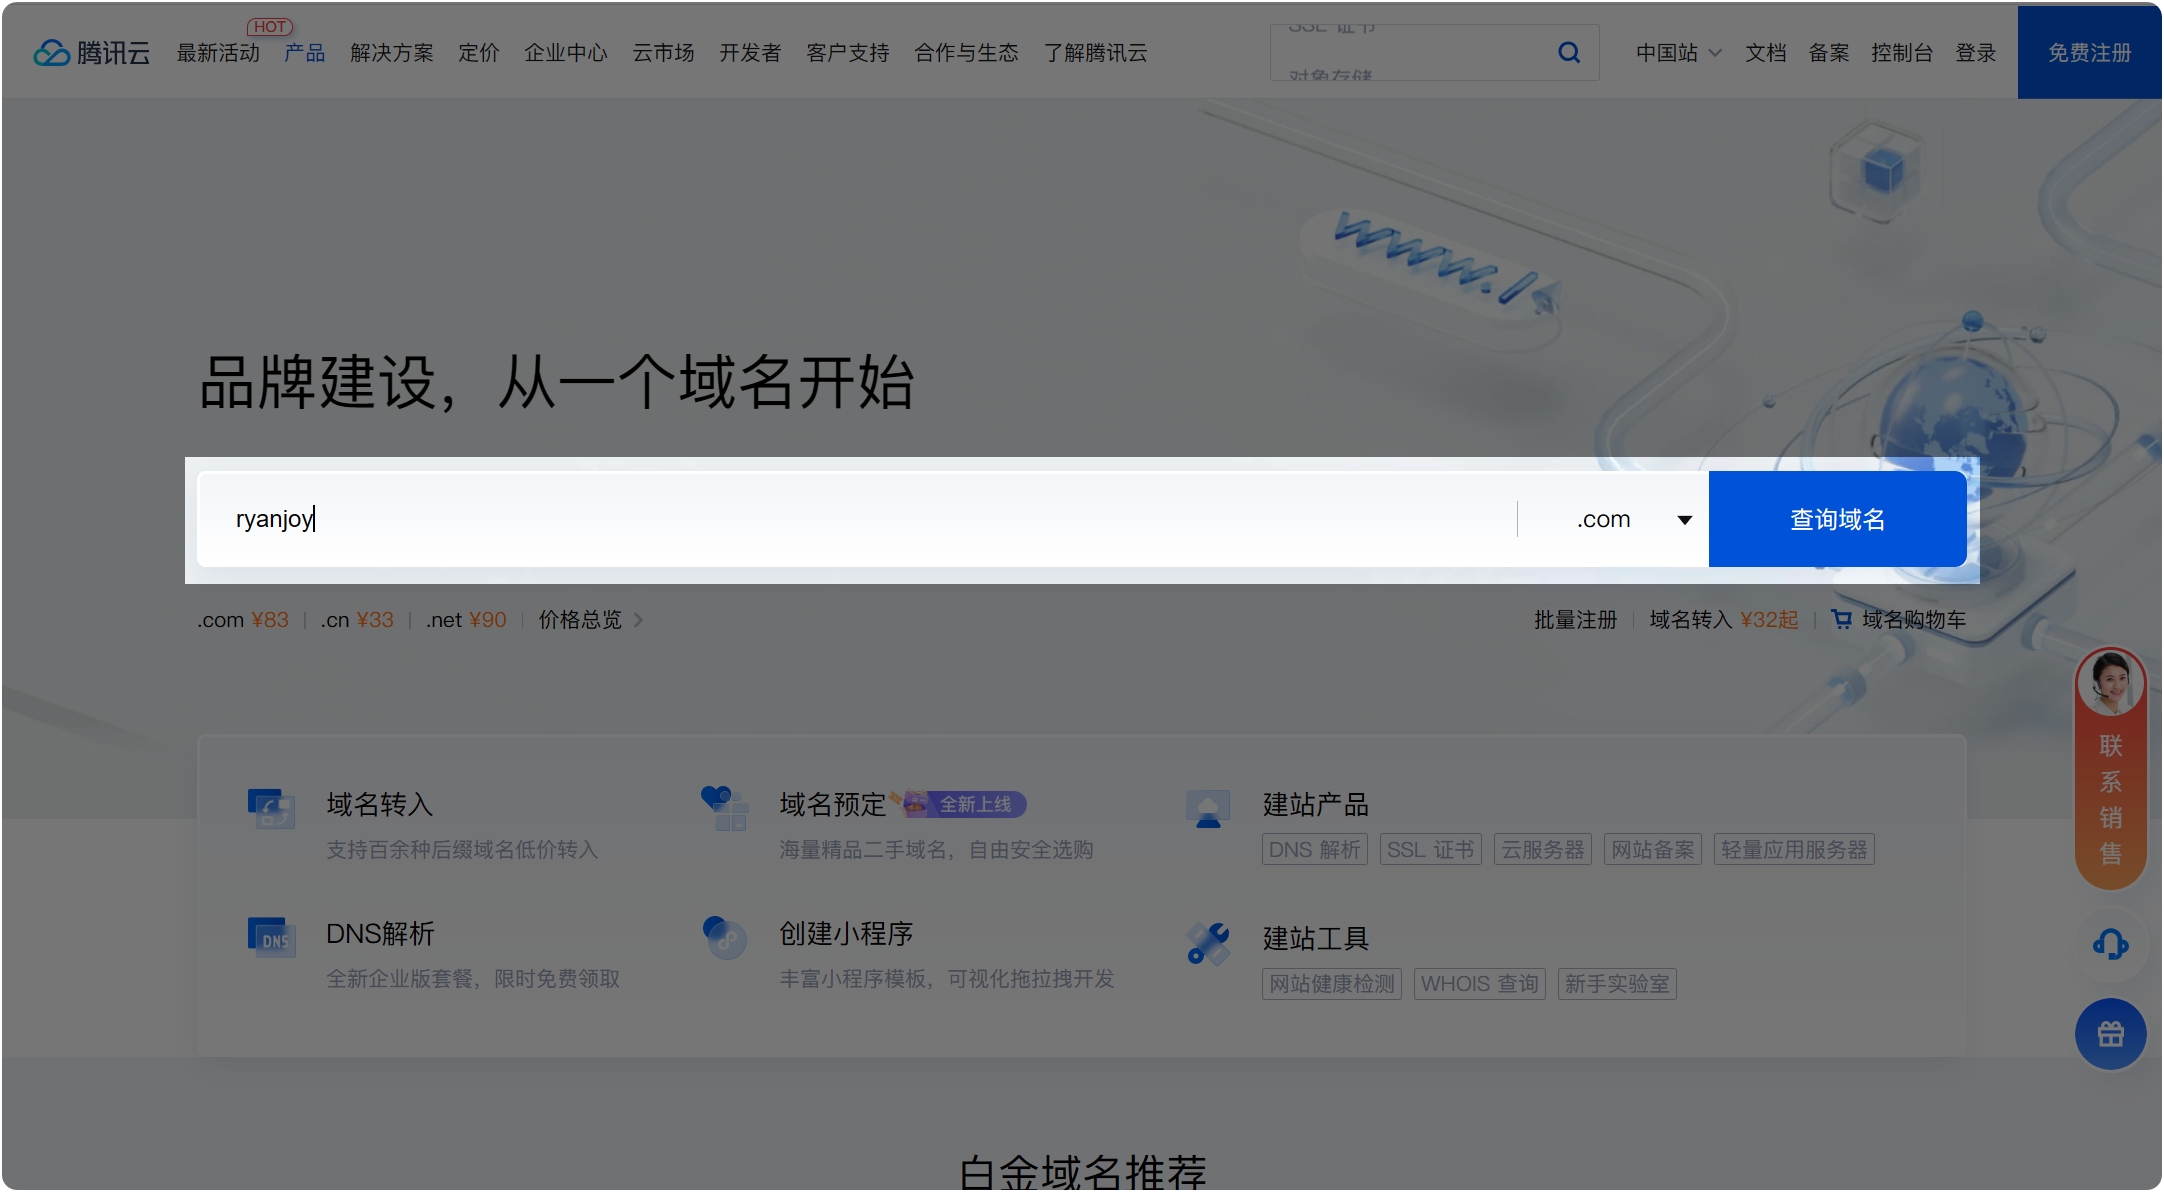 HOT
腾讯云 最新活动 产品 解决方案 定价 企业中心 云市场 开发者 客户支持 合作与生态 了解腾讯云 SSL 证书 对象存储 中国站 文档 备案 控制台 登录 免费注册
www.
品牌建设，从一个域名开始
ryanjoy .com 查询域名
.com ¥83 .cn ¥33 .net ¥90 价格总览 批量注册 域名转入 ¥32起 域名购物车
联系销售
域名转入 域名预定 全新上线 建站产品
支持百余种后缀域名低价转入 海量精品二手域名，自由安全选购 DNS 解析 SSL 证书 云服务器 网站备案 轻量应用服务器
DNS DNS解析 创建小程序 建站工具
全新企业版套餐，限时免费领取 丰富小程序模板，可视化拖拉拽开发 网站健康检测 WHOIS 查询 新手实验室
白金域名推荐